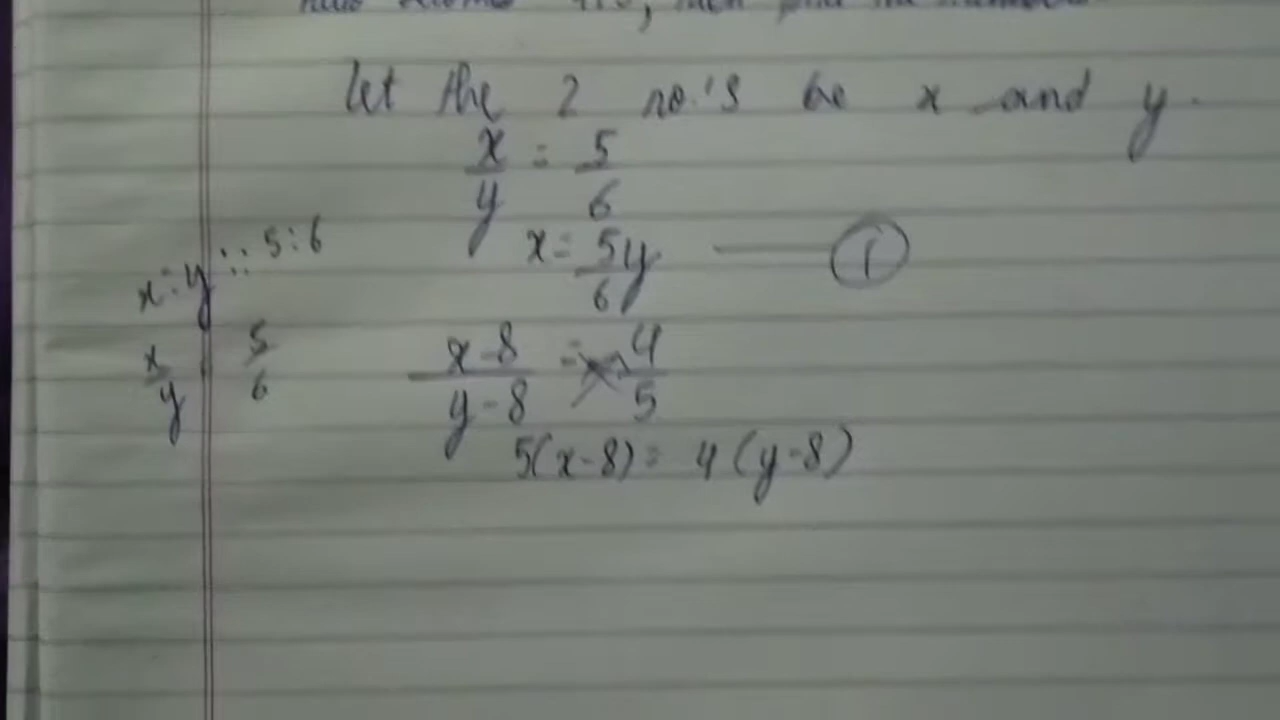 let the 2 no.'s be x and y.
x/y = 5/6
x = 5y/6 — ①
x:y::5:6
x/y 5/6
x-8/y-8 = 4/5
5(x-8) = 4(y-8)